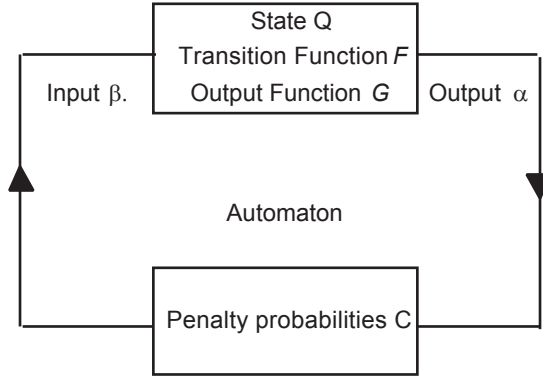 State Q
Transition Function F
Output Function G
Input β.
Output α
Automaton
Penalty probabilities C